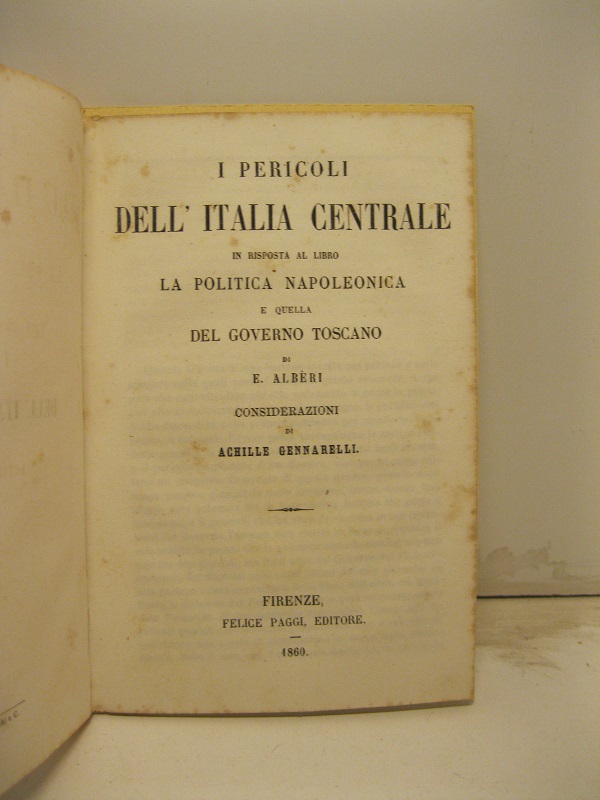 I PERICOLI
DELL' ITALIA CENTRALE
IN RISPOSTA AL LIBRO
LA POLITICA NAPOLEONICA
E QUELLA
DEL GOVERNO TOSCANO
DI
E. ALBÈRI
CONSIDERAZIONI
DI
ACHILLE GENNARELLI.
FIRENZE,
FELICE PAGGI, EDITORE.
1860.